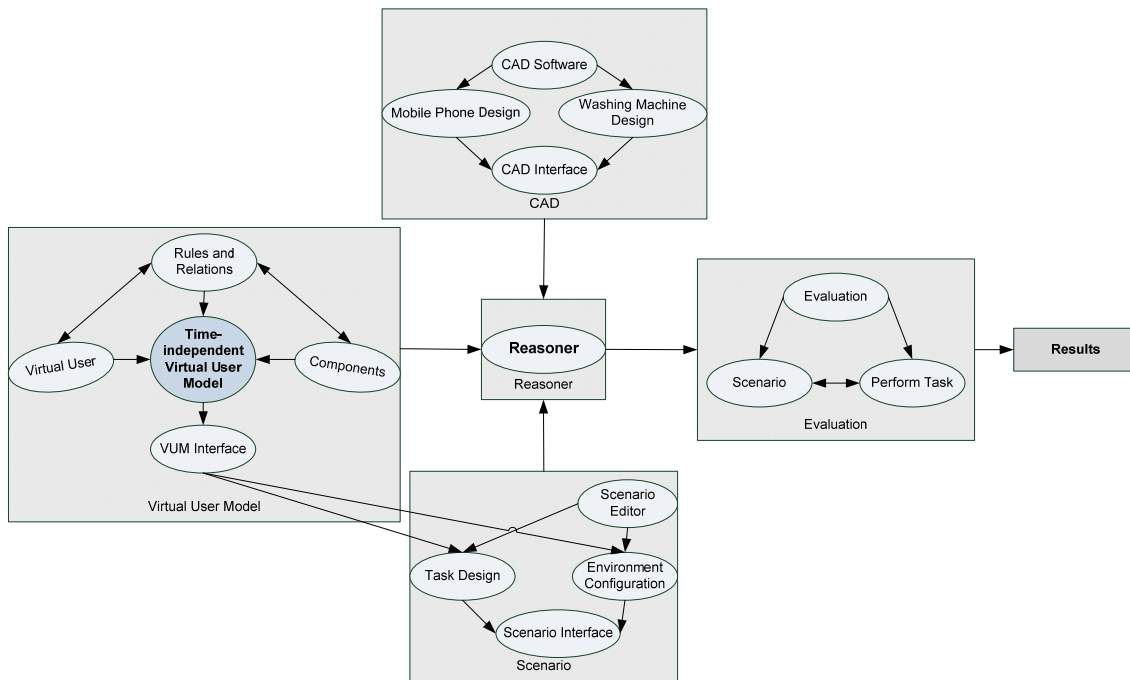 CAD Software
Mobile Phone Design
Washing Machine
Design
CAD Interface
CAD
Rules and
Relations
Time–
independent
Virtual User
Model
Virtual User
Components
VUM Interface
Virtual User Model
Reasoner
Reasoner
Evaluation
Scenario
Perform Task
Evaluation
Results
Scenario
Editor
Task Design
Environment
Configuration
Scenario Interface
Scenario